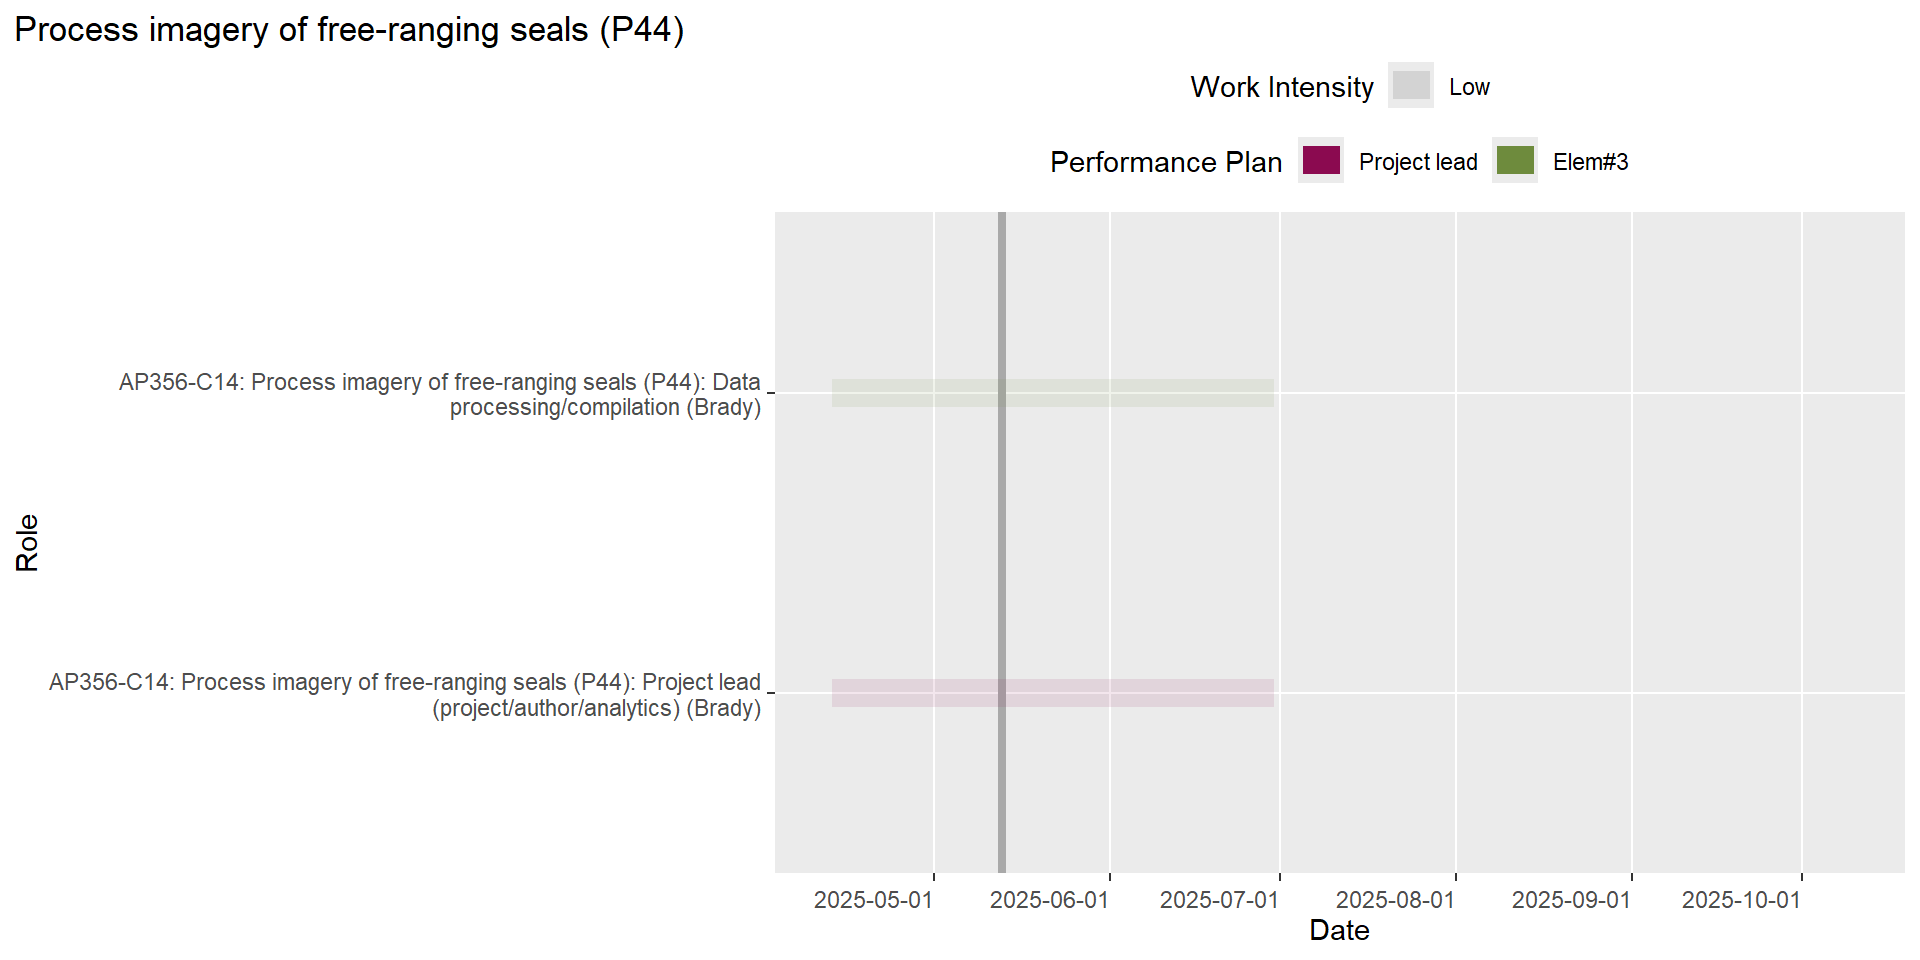 Process imagery of free-ranging seals (P44)
Work Intensity Low
Performance Plan Project lead Elem#3
AP356-C14: Process imagery of free-ranging seals (P44): Data
processing/compilation (Brady)
Role
AP356-C14: Process imagery of free-ranging seals (P44): Project lead
(project/author/analytics) (Brady)
2025-05-01 2025-06-01 2025-07-01 2025-08-01 2025-09-01 2025-10-01
Date